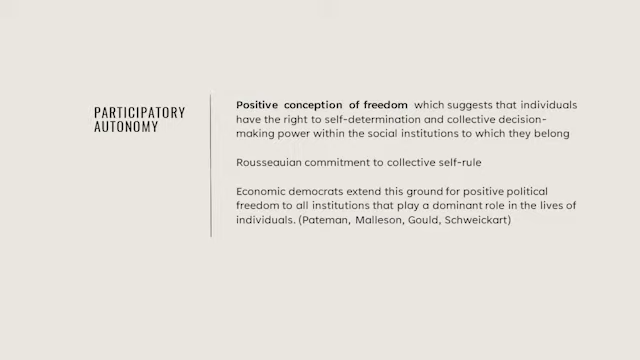 PARTICIPATORY
AUTONOMY
Positive conception of freedom which suggests that individuals
have the right to self-determination and collective decision-
making power within the social institutions to which they belong
Rousseauian commitment to collective self-rule
Economic democrats extend this ground for positive political
freedom to all institutions that play a dominant role in the lives of
individuals. (Pateman, Malleson, Gould, Schweickart)